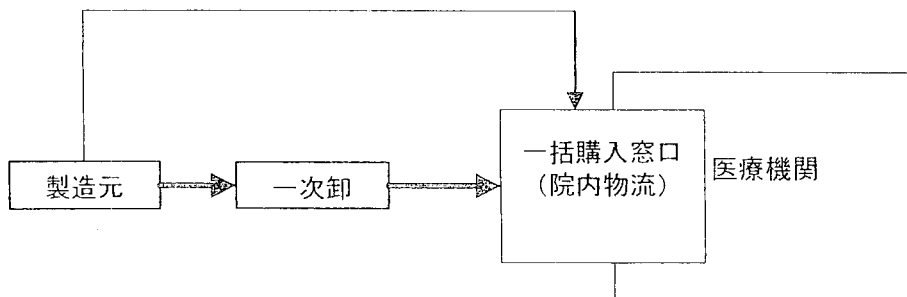 製造元
一次卸
一括購入窓口
(院内物流)
医療機関